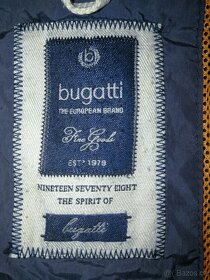 b
bugatti
THE EUROPEAN BRAND
Fine Goods
EST. 1978
NINETEEN SEVENTY EIGHT
THE SPIRIT OF
bugatti